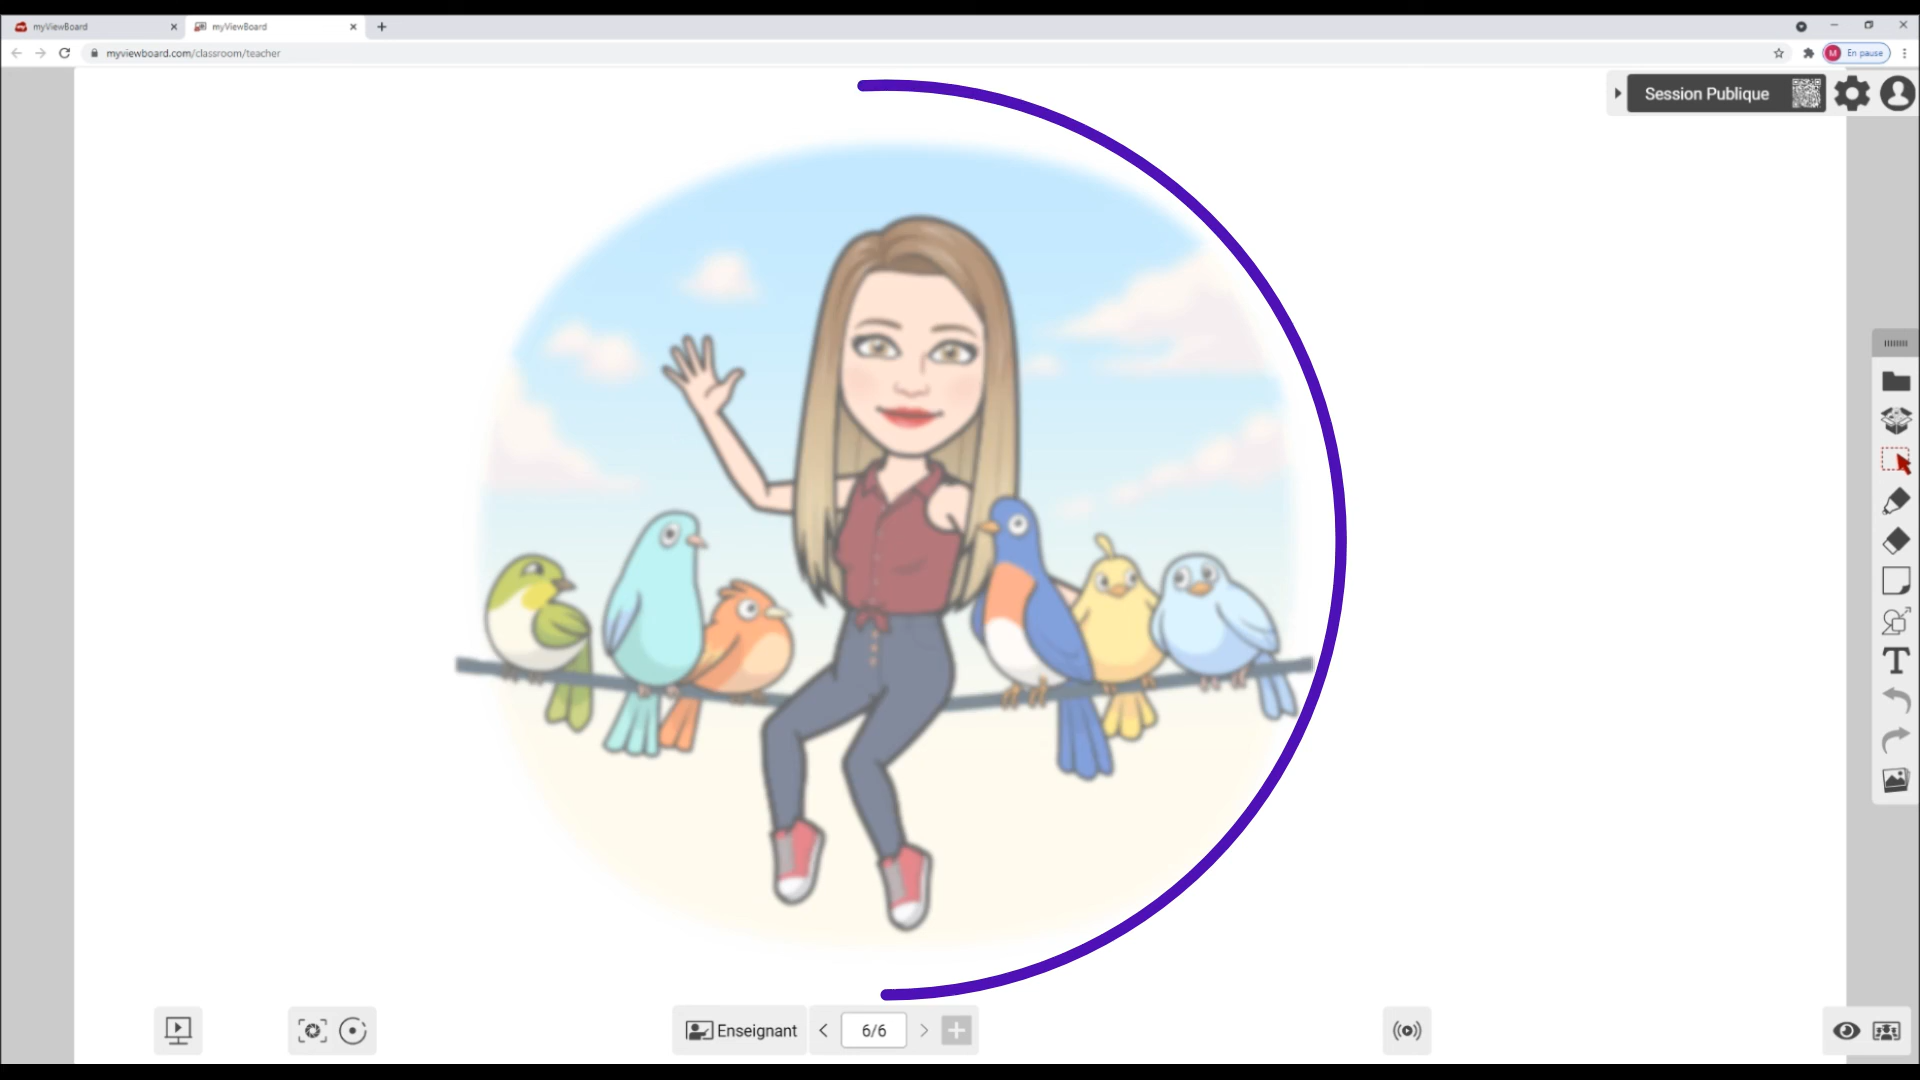 myViewBoard
myViewBoard
myviewboard.com/classroom/teacher
M
En pause
Session Publique
T
Enseignant
6/6